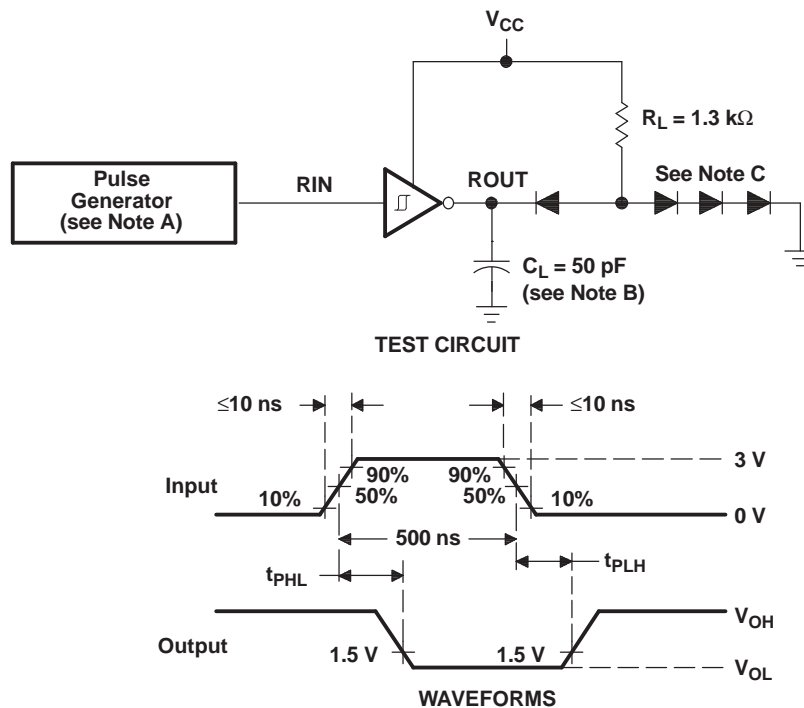 VCC
RL = 1.3 kΩ
Pulse
Generator
(see Note A)
RIN
ROUT
See Note C
CL = 50 pF
(see Note B)
TEST CIRCUIT
≤10 ns
≤10 ns
Input
10%
90%
50%
90%
50%
10%
3 V
0 V
500 ns
tPHL
tPLH
Output
1.5 V
1.5 V
VOH
VOL
WAVEFORMS